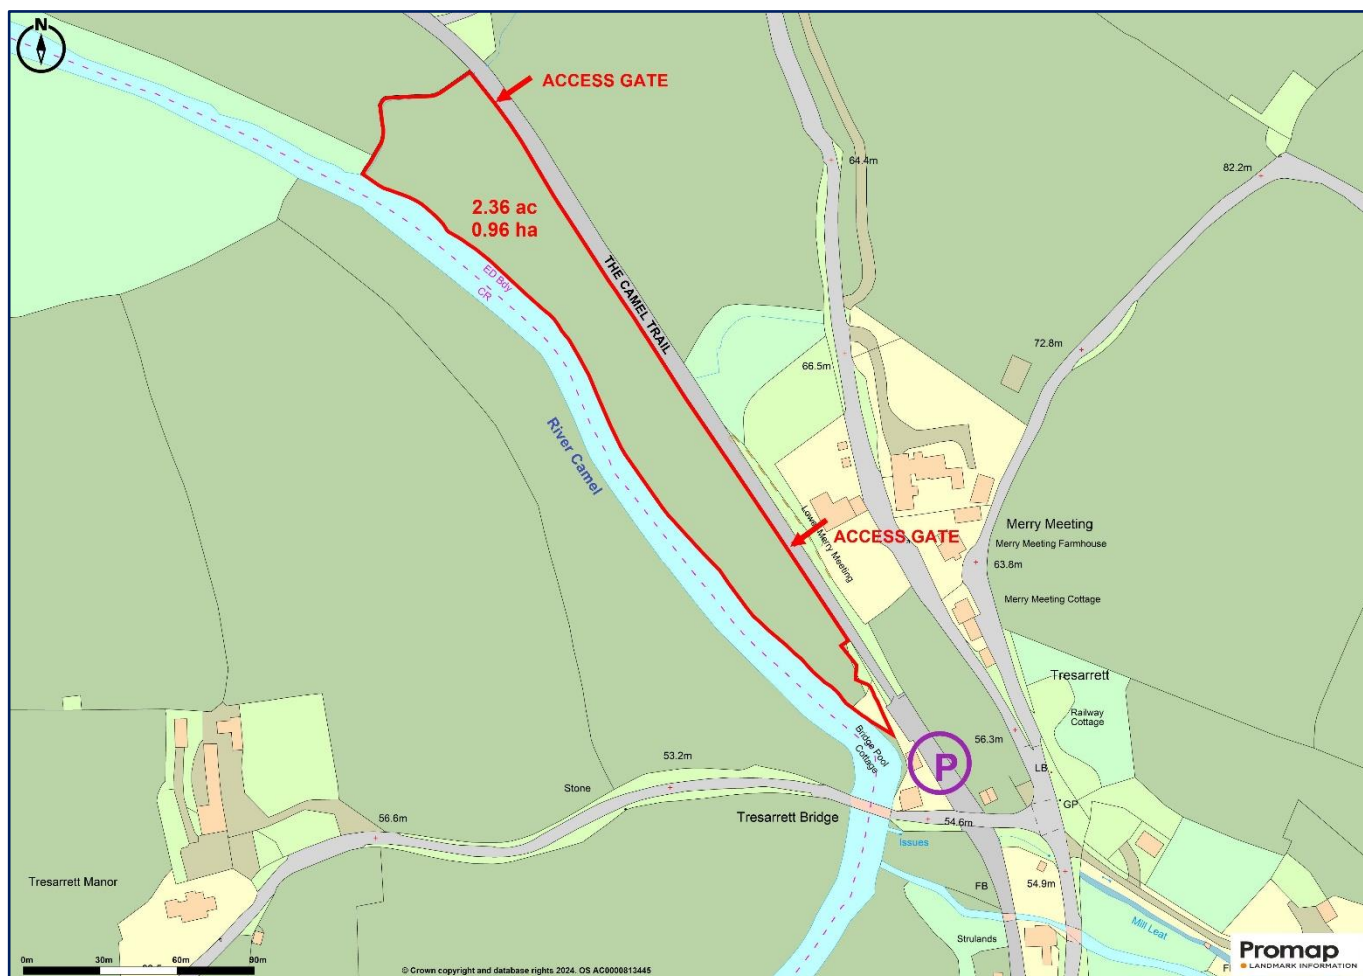 N
ACCESS GATE
64.4m
82.2m
2.36 ac
0.96 ha
ED Bdy
CR
THE CAMEL TRAIL
72.8m
66.5m
River Camel
Lower Merry Meeting
ACCESS GATE
Merry Meeting
Merry Meeting Farmhouse
63.8m
Merry Meeting Cottage
Tresarrett
Railway
Cottage
Bridge Pool
Cottage
56.3m
P
53.2m
LB
Stone
GP
Tresarrett Bridge
54.6m
56.6m
Issues
Tresarrett Manor
FB
54.9m
Mill Leat
Strulands
0m 30m 60m 90m
© Crown copyright and database rights 2024. OS AC0000813445
Promap
LANDMARK INFORMATION